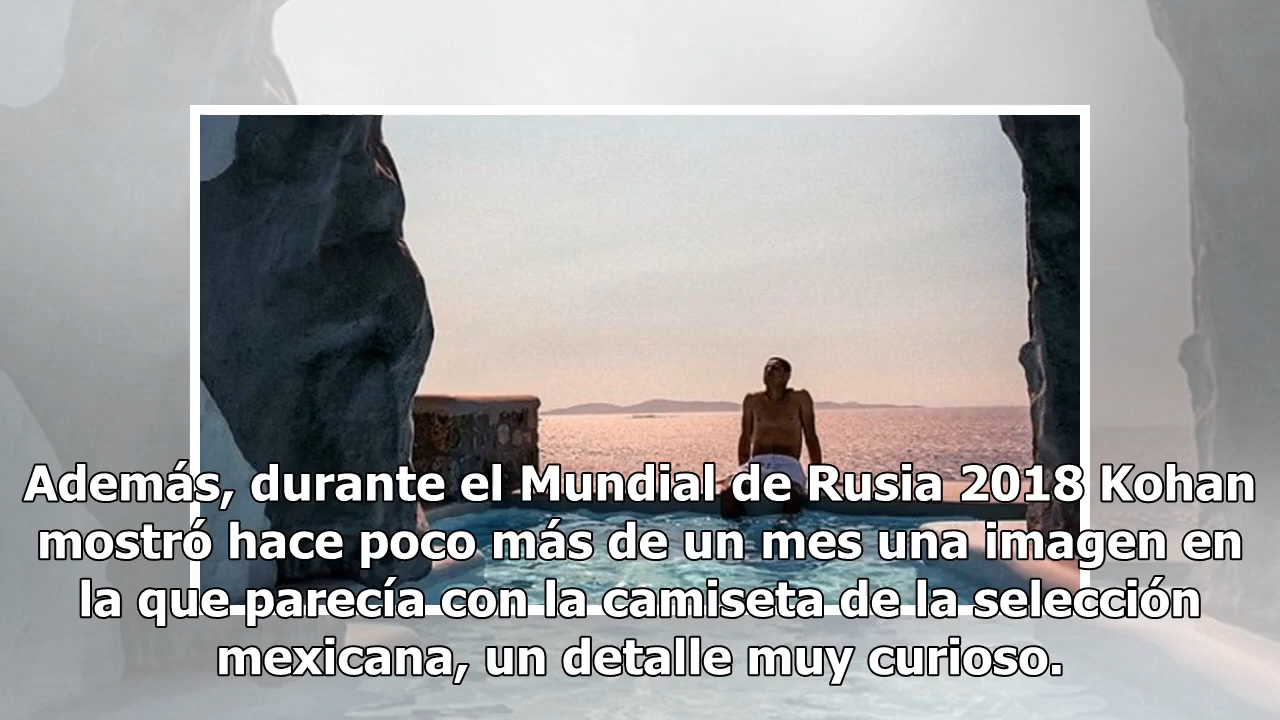 Además, durante el Mundial de Rusia 2018 Kohan
mostró hace poco más de un mes una imagen en
la que parecía con la camiseta de la selección
mexicana, un detalle muy curioso.